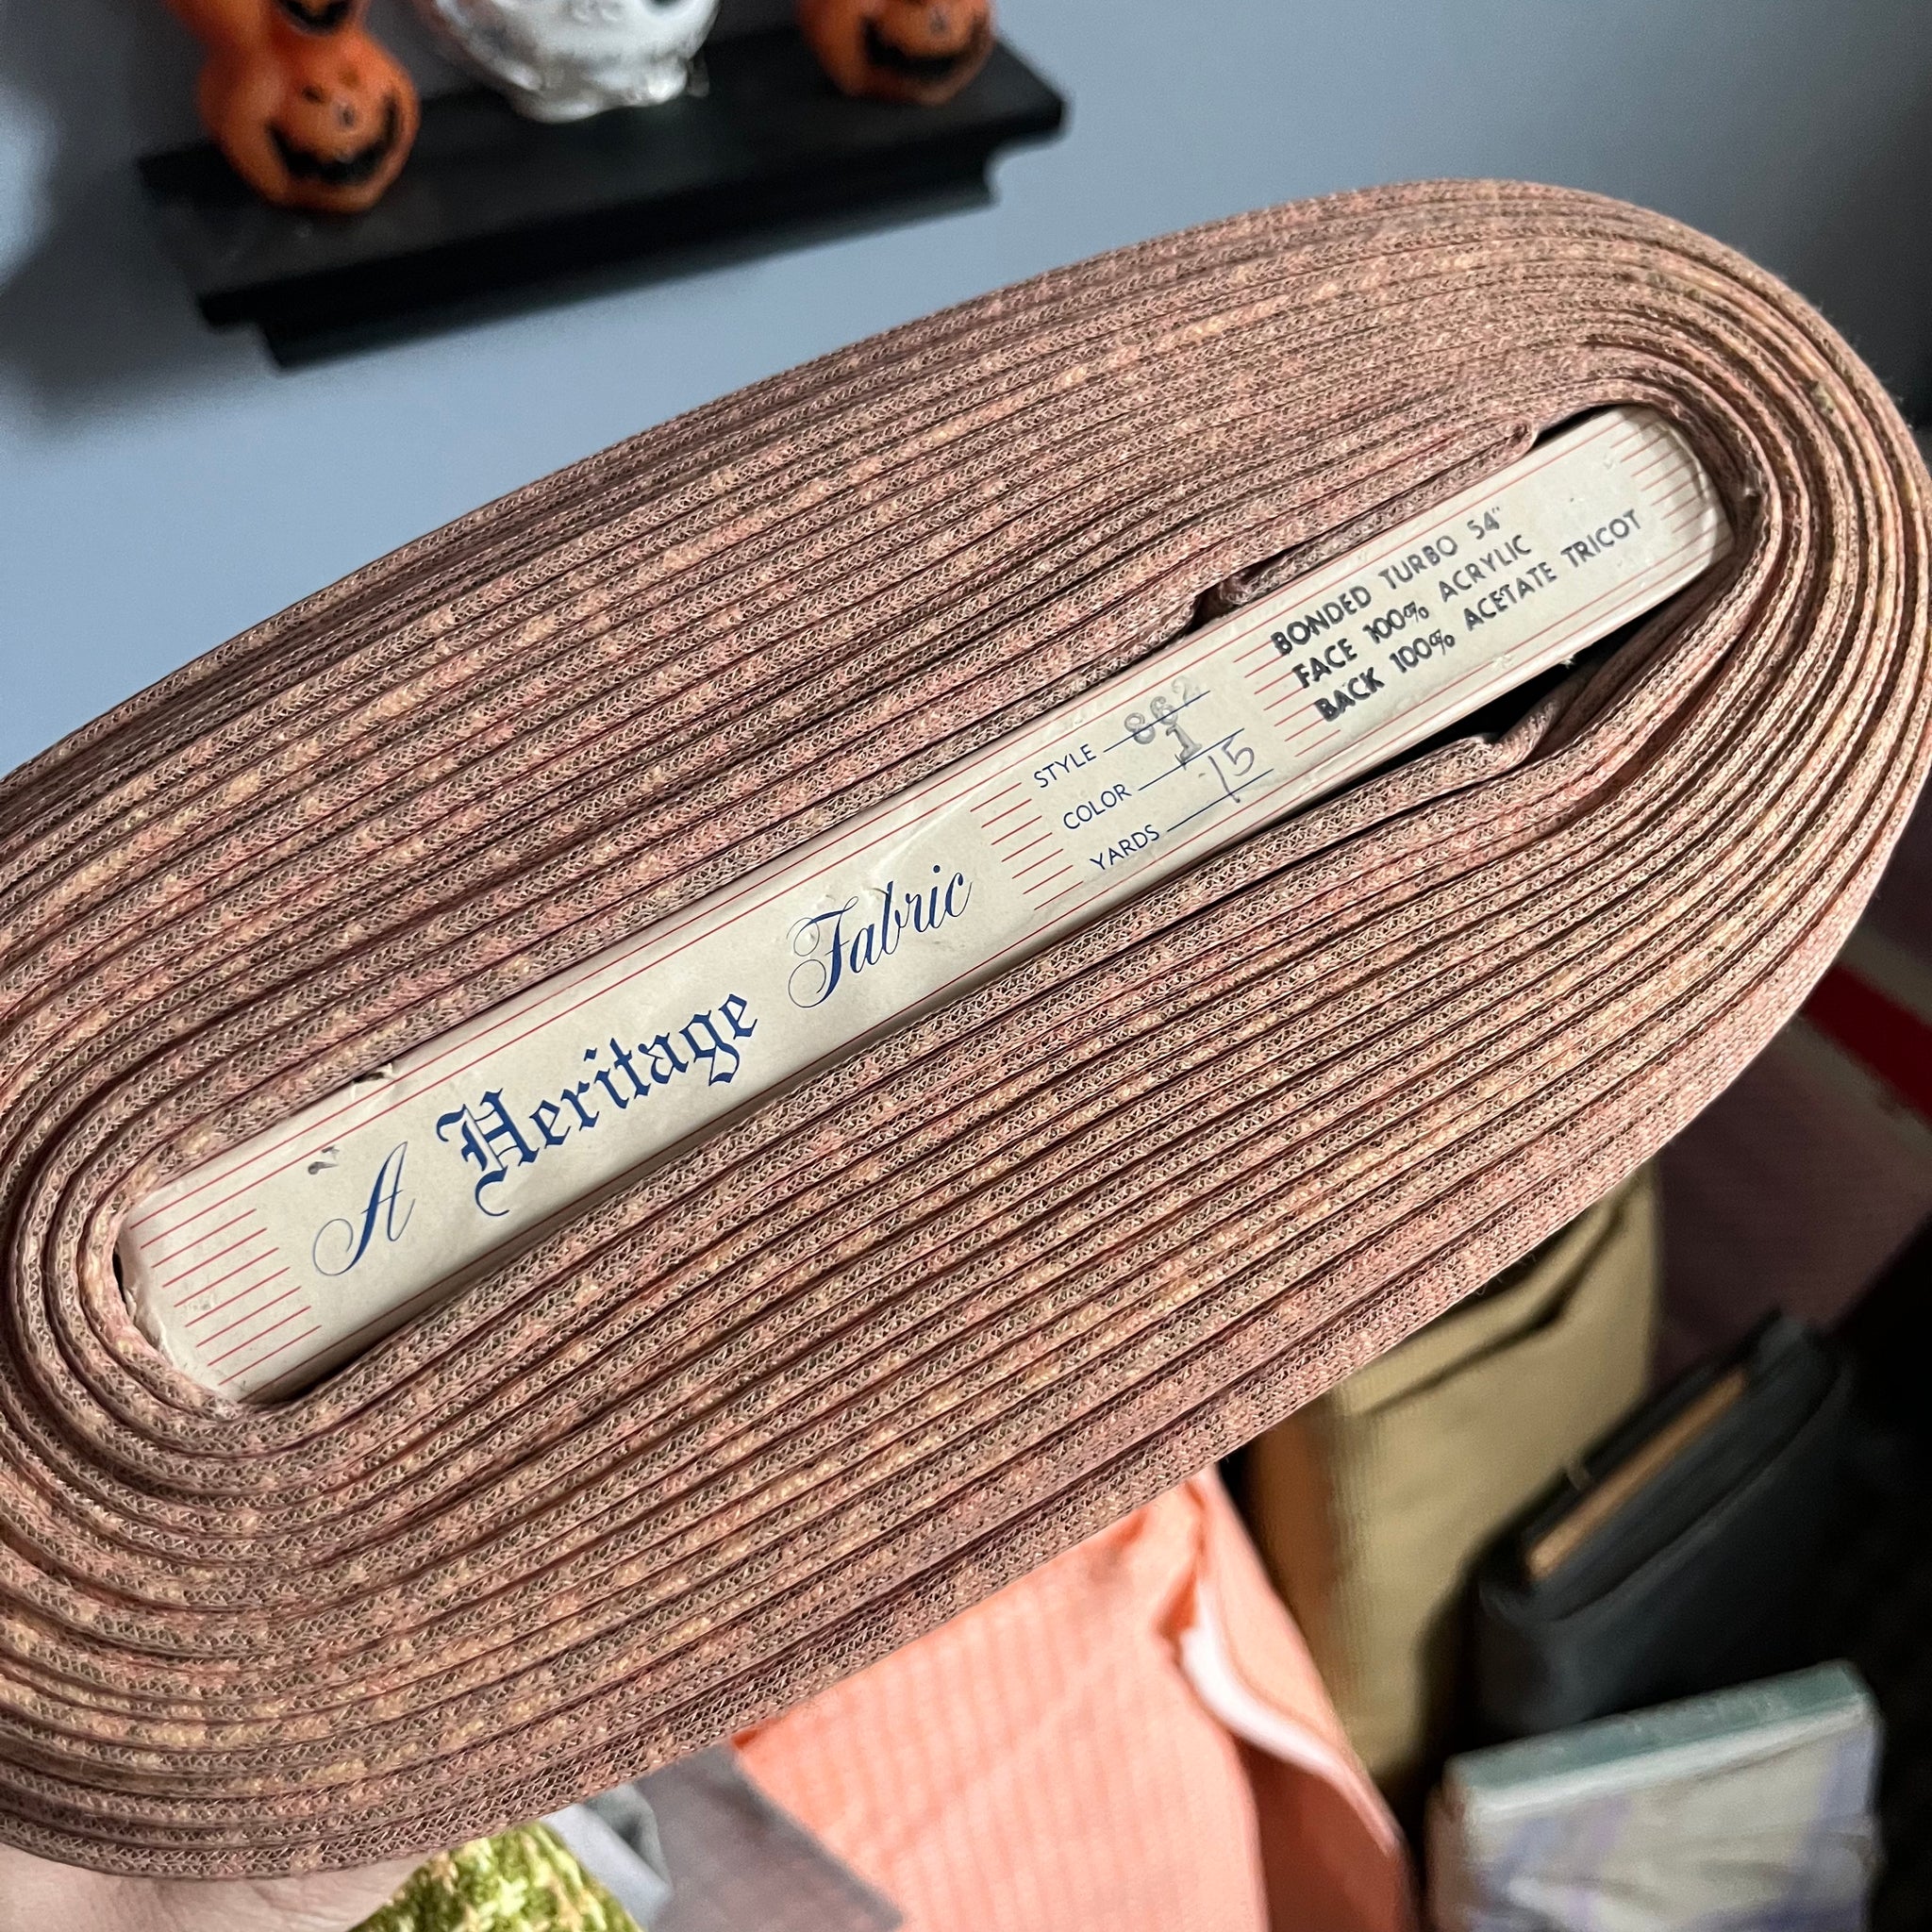 A Heritage Fabric
STYLE 862
COLOR 1
YARDS 15
BONDED TURBO 54"
FACE 100% ACRYLIC
BACK 100% ACETATE TRICOT